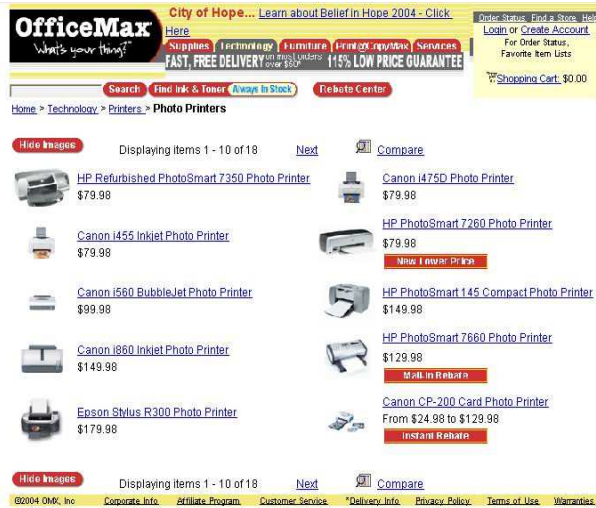 OfficeMax
What's your thing?™
City of Hope... Learn about Belief in Hope 2004 - Click
Here
Supplies Technology Furniture Print@CopyMax Services
FAST, FREE DELIVERY on most orders over $50* 115% LOW PRICE GUARANTEE
Order Status Find a Store Help
Login or Create Account
For Order Status,
Favorite Item Lists
Shopping Cart: $0.00
Search Find Ink & Toner Always In Stock Rebate Center
Home > Technology > Printers > Photo Printers
Hide Images Displaying items 1 - 10 of 18 Next Compare
HP Refurbished PhotoSmart 7350 Photo Printer
$79.98
Canon i475D Photo Printer
$79.98
Canon i455 Inkjet Photo Printer
$79.98
HP PhotoSmart 7260 Photo Printer
$79.98
New Lower Price
Canon i560 BubbleJet Photo Printer
$99.98
HP PhotoSmart 145 Compact Photo Printer
$149.98
Canon i860 Inkjet Photo Printer
$149.98
HP PhotoSmart 7660 Photo Printer
$129.98
Mail-In Rebate
Epson Stylus R300 Photo Printer
$179.98
Canon CP-200 Card Photo Printer
From $24.98 to $129.98
Instant Rebate
Hide Images Displaying items 1 - 10 of 18 Next Compare
©2004 OMX, Inc Corporate Info Affiliate Program Customer Service *Delivery Info Privacy Policy Terms of Use Warranties